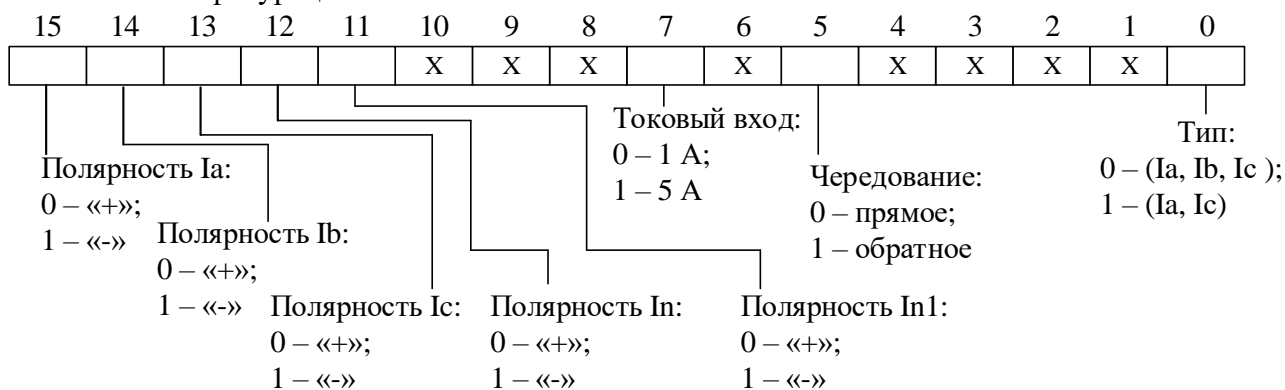 15 14 13 12 11 10 9 8 7 6 5 4 3 2 1 0
X X X X X X X X
Токовый вход:
0 – 1 А;
1 – 5 А
Тип:
0 – (Ia, Ib, Ic );
1 – (Ia, Ic)
Чередование:
0 – прямое;
1 – обратное
Полярность Ia:
0 – «+»;
1 – «-»
Полярность Ib:
0 – «+»;
1 – «-»
Полярность Ic:
0 – «+»;
1 – «-»
Полярность In:
0 – «+»;
1 – «-»
Полярность In1:
0 – «+»;
1 – «-»